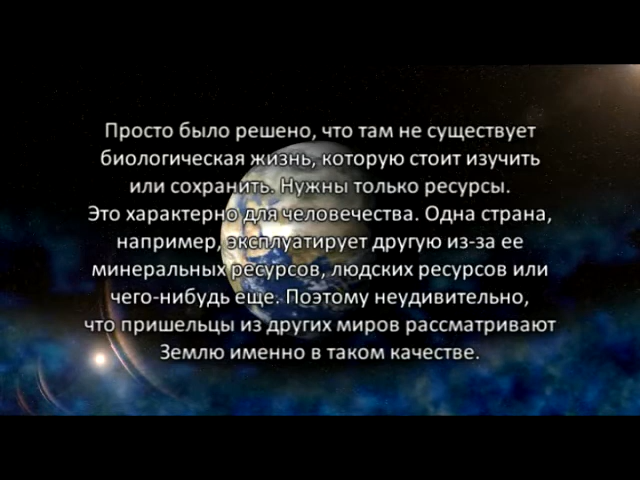 Просто было решено, что там не существует
биологическая жизнь, которую стоит изучить
или сохранить. Нужны только ресурсы.
Это характерно для человечества. Одна страна,
например, эксплуатирует другую из-за ее
минеральных ресурсов, людских ресурсов или
чего-нибудь еще. Поэтому неудивительно,
что пришельцы из других миров рассматривают
Землю именно в таком качестве.